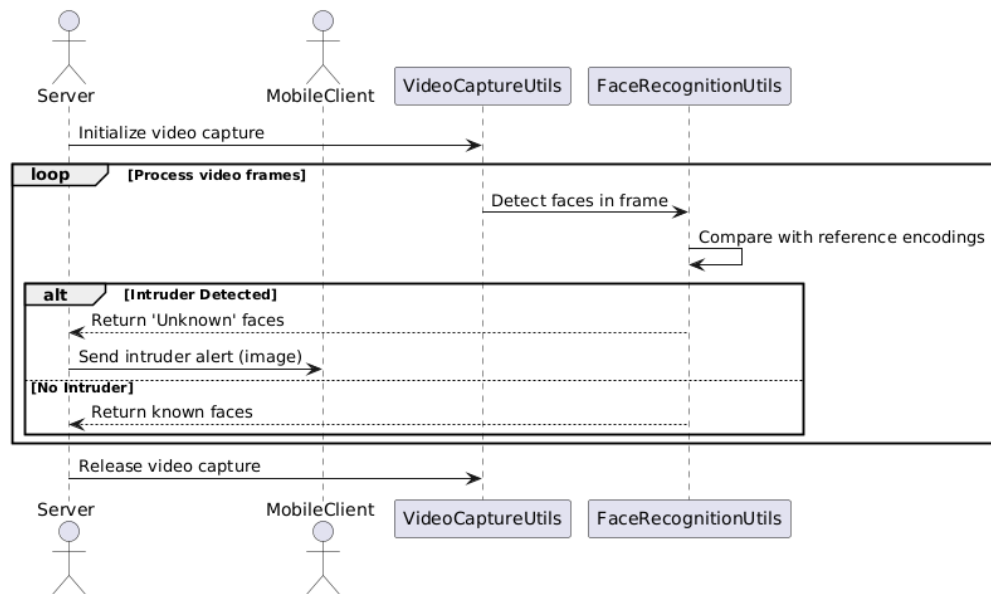 Server
MobileClient
VideoCaptureUtils
FaceRecognitionUtils
Initialize video capture
loop
[Process video frames]
Detect faces in frame
Compare with reference encodings
alt
[Intruder Detected]
Return 'Unknown' faces
Send intruder alert (image)
[No Intruder]
Return known faces
Release video capture
Server
MobileClient
VideoCaptureUtils
FaceRecognitionUtils